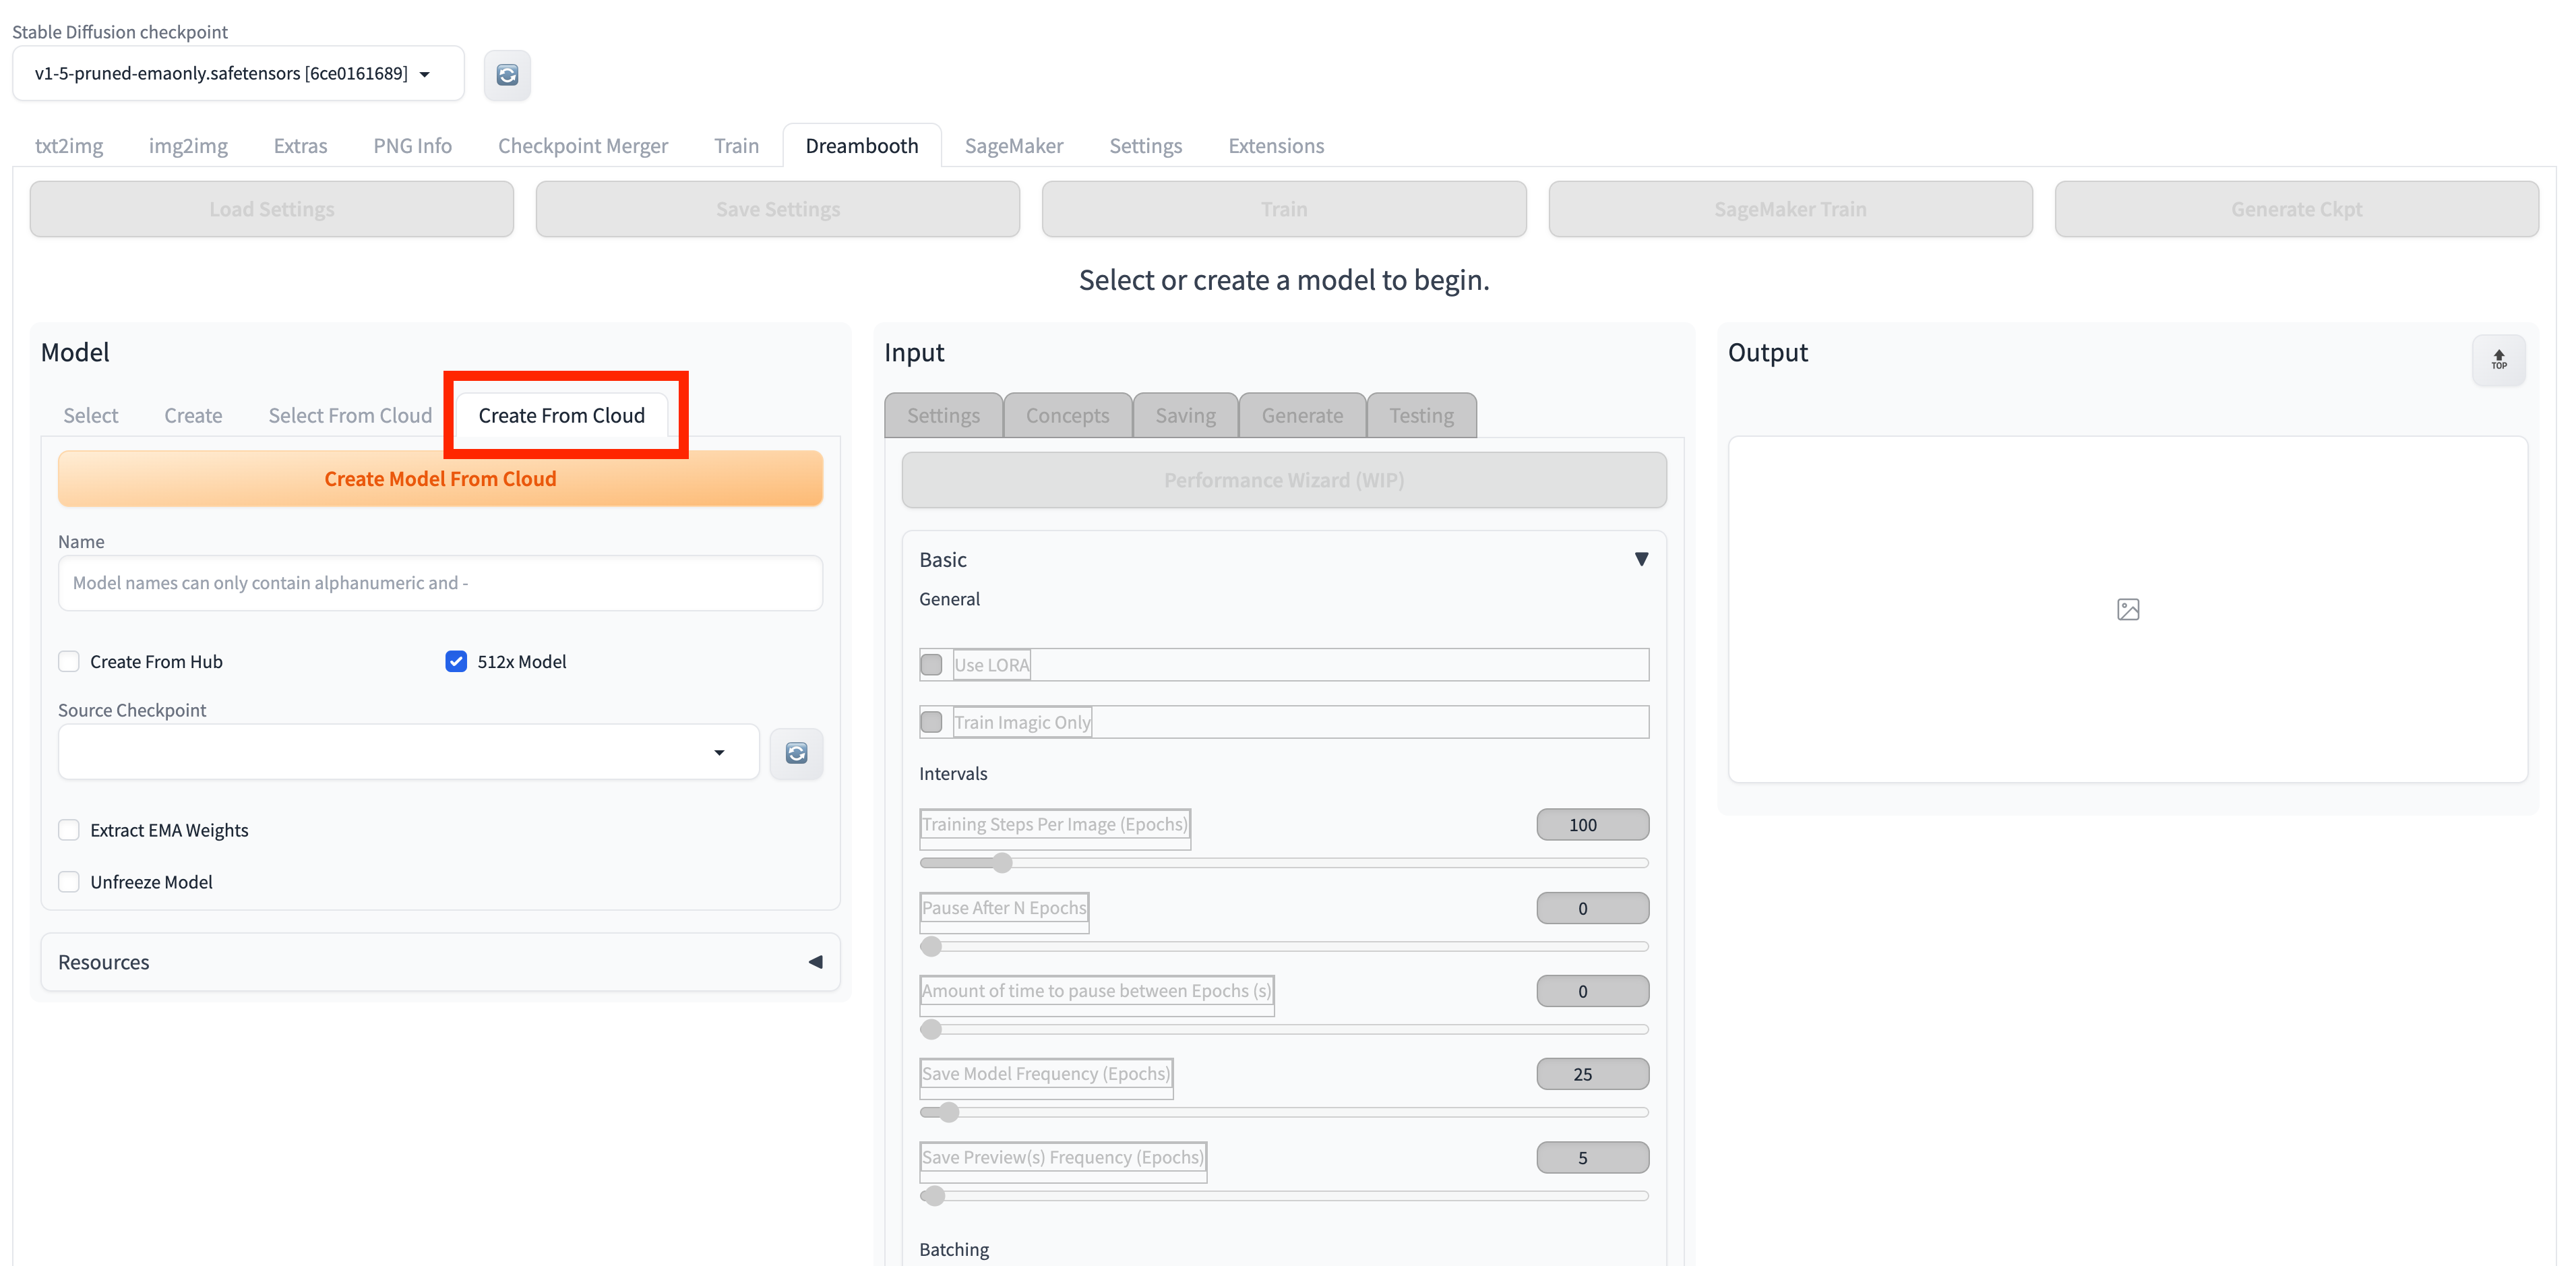 Stable Diffusion checkpoint
v1-5-pruned-emaonly.safetensors [6ce0161689]
txt2img img2img Extras PNG Info Checkpoint Merger Train Dreambooth SageMaker Settings Extensions
Load Settings Save Settings Train SageMaker Train Generate Ckpt
Select or create a model to begin.
Model
Select Create Select From Cloud Create From Cloud
Create Model From Cloud
Name
Model names can only contain alphanumeric and -
Create From Hub 512x Model
Source Checkpoint
Extract EMA Weights
Unfreeze Model
Resources
Input
Settings Concepts Saving Generate Testing
Performance Wizard (WIP)
Basic
General
Use LORA
Train Imagic Only
Intervals
Training Steps Per Image (Epochs) 100
Pause After N Epochs 0
Amount of time to pause between Epochs (s) 0
Save Model Frequency (Epochs) 25
Save Preview(s) Frequency (Epochs) 5
Batching
Output
TOP